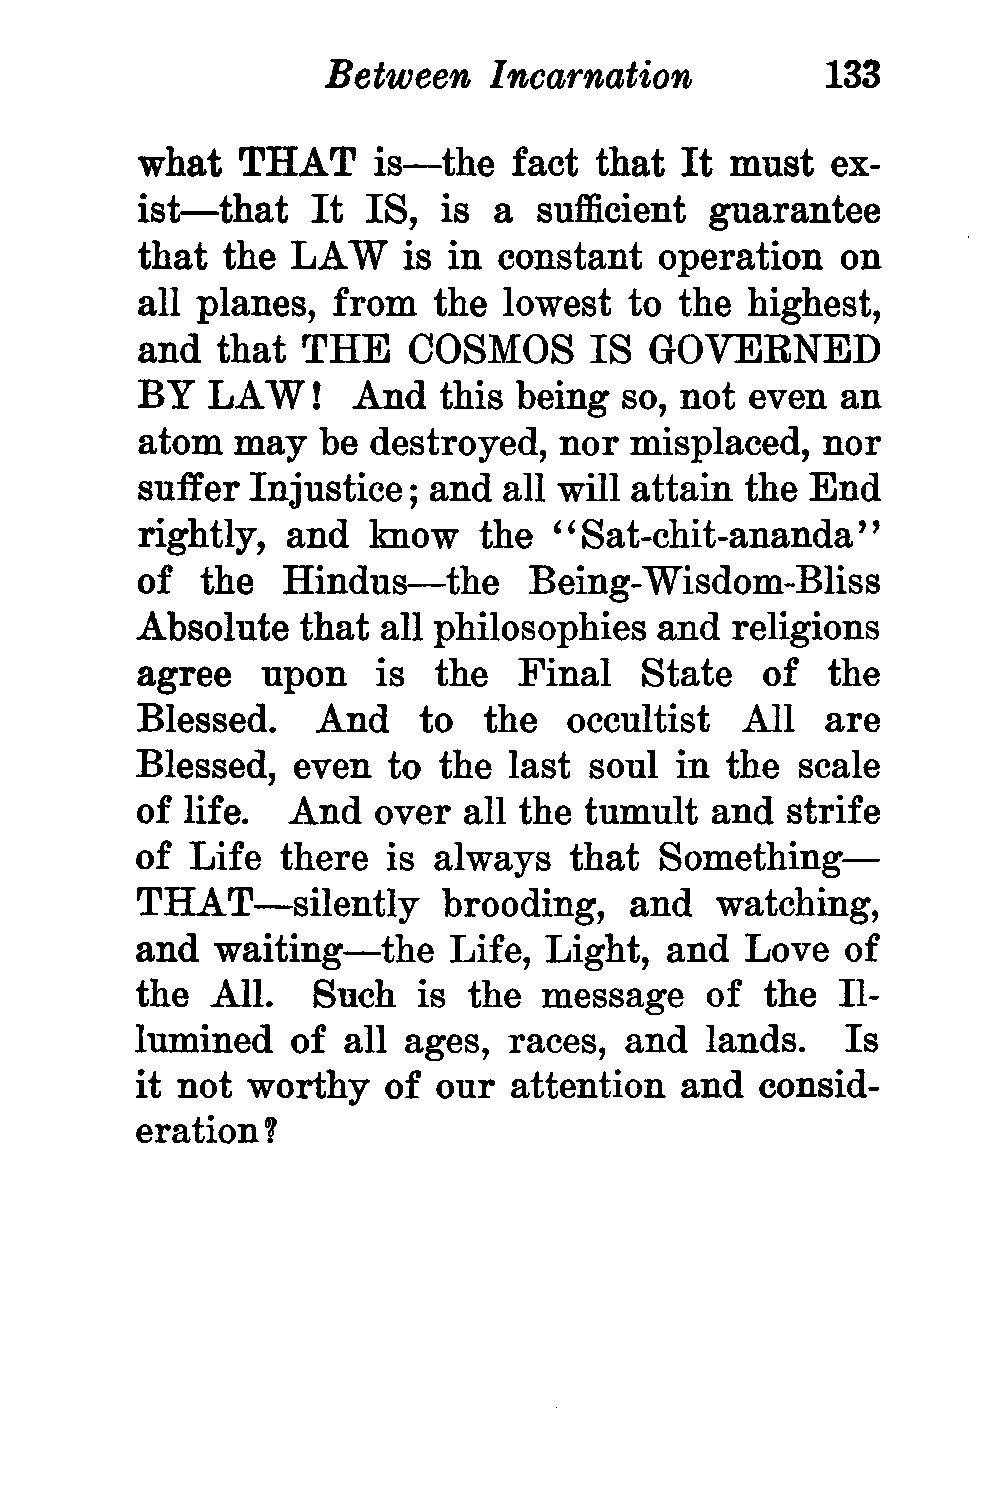 Between Incarnation 133
what THAT is—the fact that It must ex-
ist—that It IS, is a sufficient guarantee
that the LAW is in constant operation on
all planes, from the lowest to the highest,
and that THE COSMOS IS GOVERNED
BY LAW! And this being so, not even an
atom may be destroyed, nor misplaced, nor
suffer Injustice; and all will attain the End
rightly, and know the “Sat-chit-ananda”
of the Hindus—the Being-Wisdom-Bliss
Absolute that all philosophies and religions
agree upon is the Final State of the
Blessed. And to the occultist All are
Blessed, even to the last soul in the scale
of life. And over all the tumult and strife
of Life there is always that Something—
THAT—silently brooding, and watching,
and waiting—the Life, Light, and Love of
the All. Such is the message of the Il-
lumined of all ages, races, and lands. Is
it not worthy of our attention and consid-
eration?